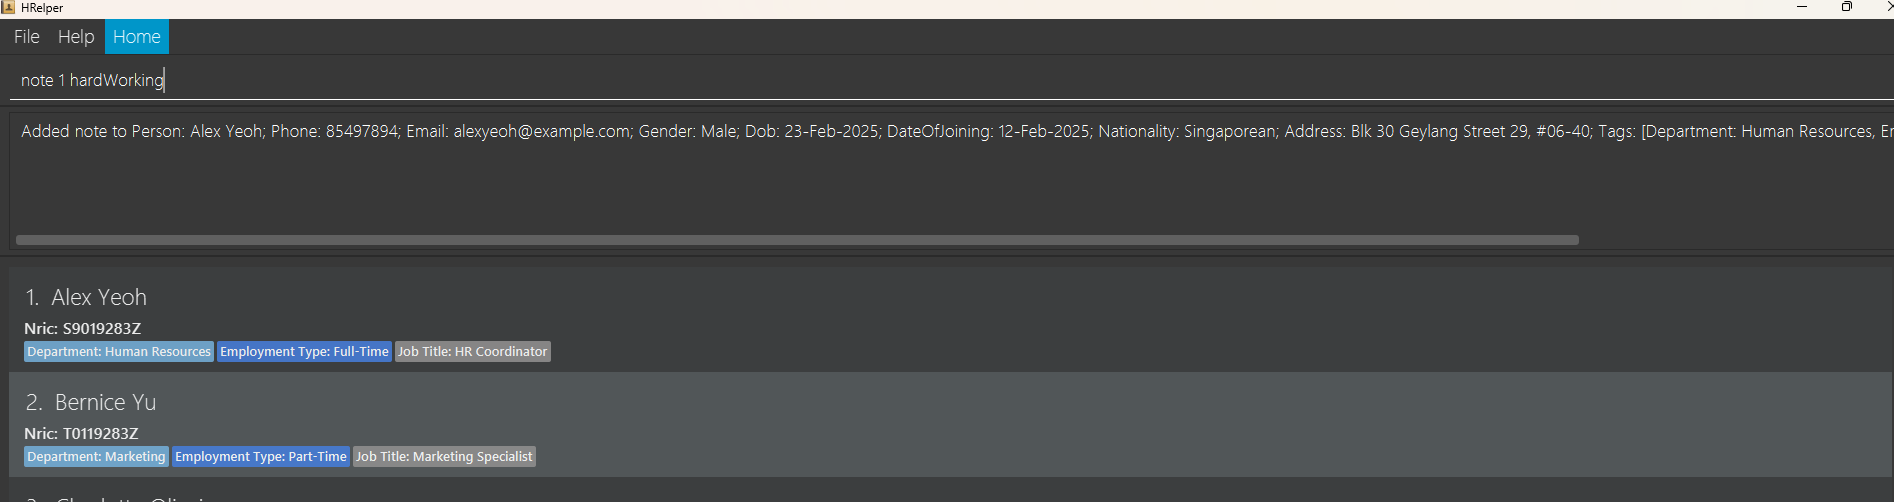 HRelper
File Help Home
note 1 hardWorking
Added note to Person: Alex Yeoh; Phone: 85497894; Email: alexyeoh@example.com; Gender: Male; Dob: 23-Feb-2025; DateOfJoining: 12-Feb-2025; Nationality: Singaporean; Address: Blk 30 Geylang Street 29, #06-40; Tags: [Department: Human Resources,
1. Alex Yeoh
Nric: S9019283Z
Department: Human Resources Employment Type: Full-Time Job Title: HR Coordinator
2. Bernice Yu
Nric: T0119283Z
Department: Marketing Employment Type: Part-Time Job Title: Marketing Specialist